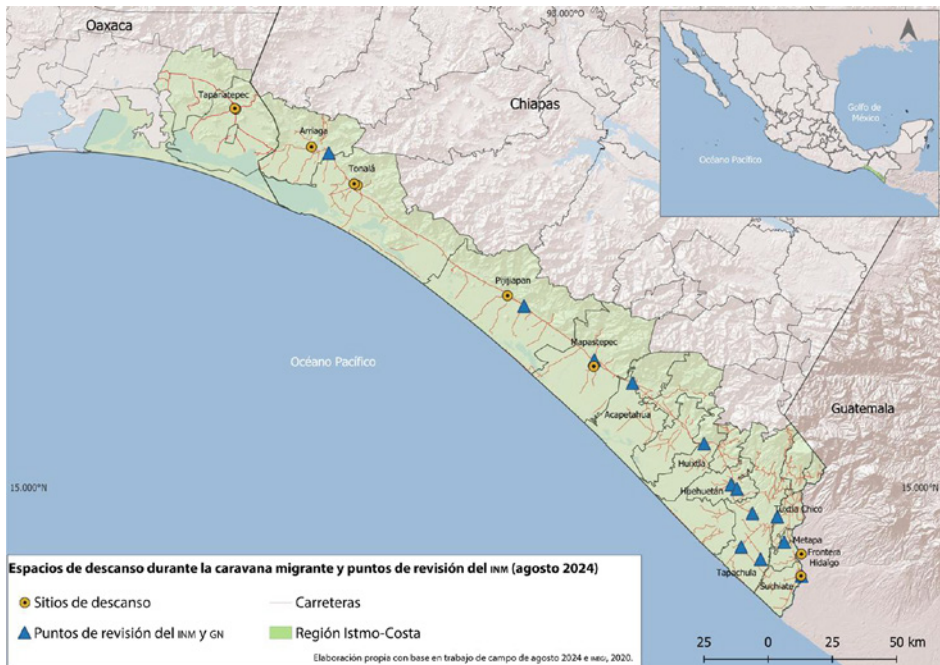 Oaxaca
93.000°O
Chiapas
Golfo de
México
Océano Pacífico
Tapanatepec
Arriaga
Tonalá
Pijijiapan
Mapastepec
Océano Pacífico
Acapetahua
Guatemala
Huixtla
15.000°N
15.000°N
Huehuetán
Tuxtla Chico
Metapa
Frontera
Hidalgo
Tapachula
Suchiate
Espacios de descanso durante la caravana migrante y puntos de revisión del INM (agosto 2024)
Sitios de descanso
Carreteras
Puntos de revisión del INM y GN
Región Istmo-Costa
Elaboración propia con base en trabajo de campo de agosto 2024 e INEGI, 2020.
25 0 25 50 km